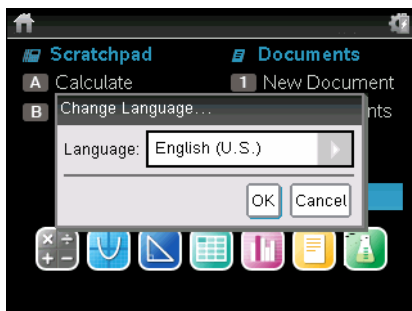 Scratchpad
Documents
A Calculate
1 New Document
B
nts
Change Language...
Language: English (U.S.)
OK Cancel